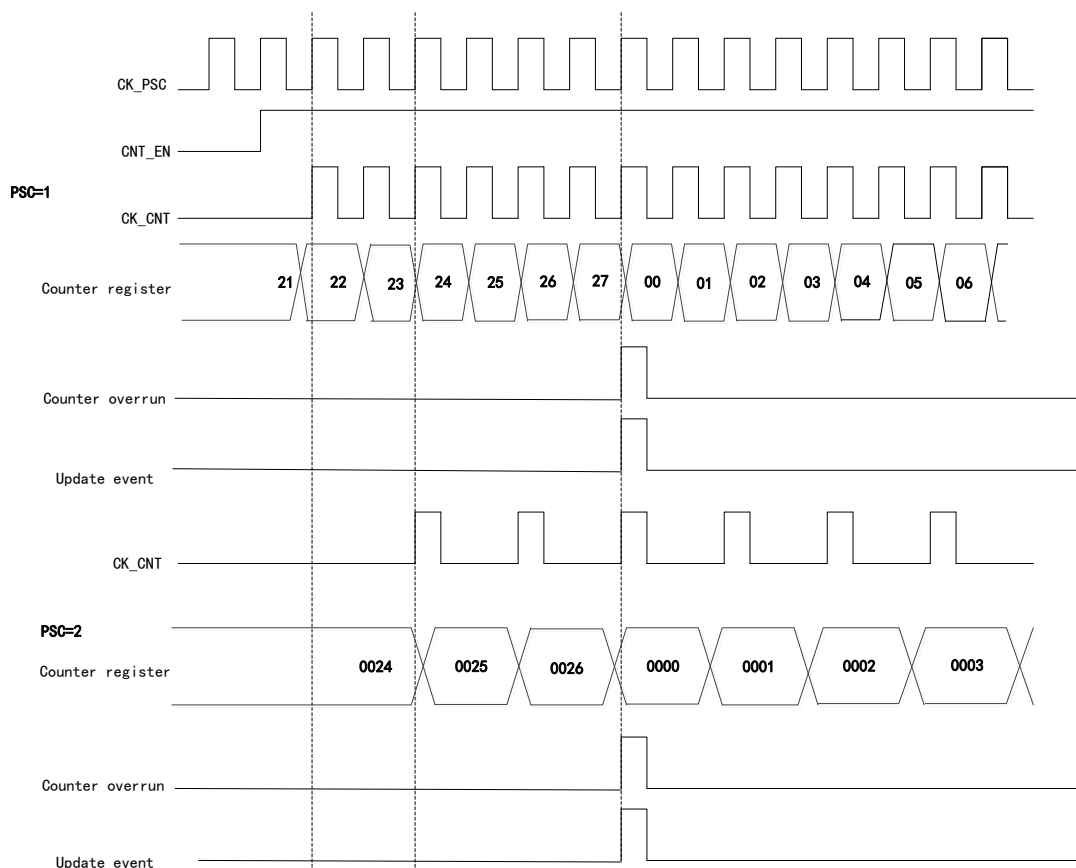 CK_PSC
CNT_EN
PSC=1
CK_CNT
Counter register 21 22 23 24 25 26 27 00 01 02 03 04 05 06
Counter overrun
Update event
CK_CNT
PSC=2
Counter register 0024 0025 0026 0000 0001 0002 0003
Counter overrun
Update event